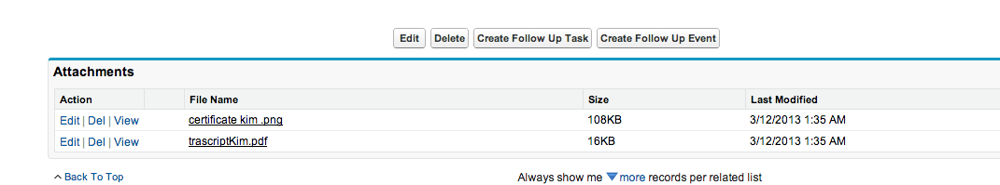 Edit Delete Create Follow Up Task Create Follow Up Event
Attachments
Action File Name Size Last Modified
Edit | Del | View certificate kim .png 108KB 3/12/2013 1:35 AM
Edit | Del | View trascriptKim.pdf 16KB 3/12/2013 1:35 AM
Back To Top Always show me more records per related list